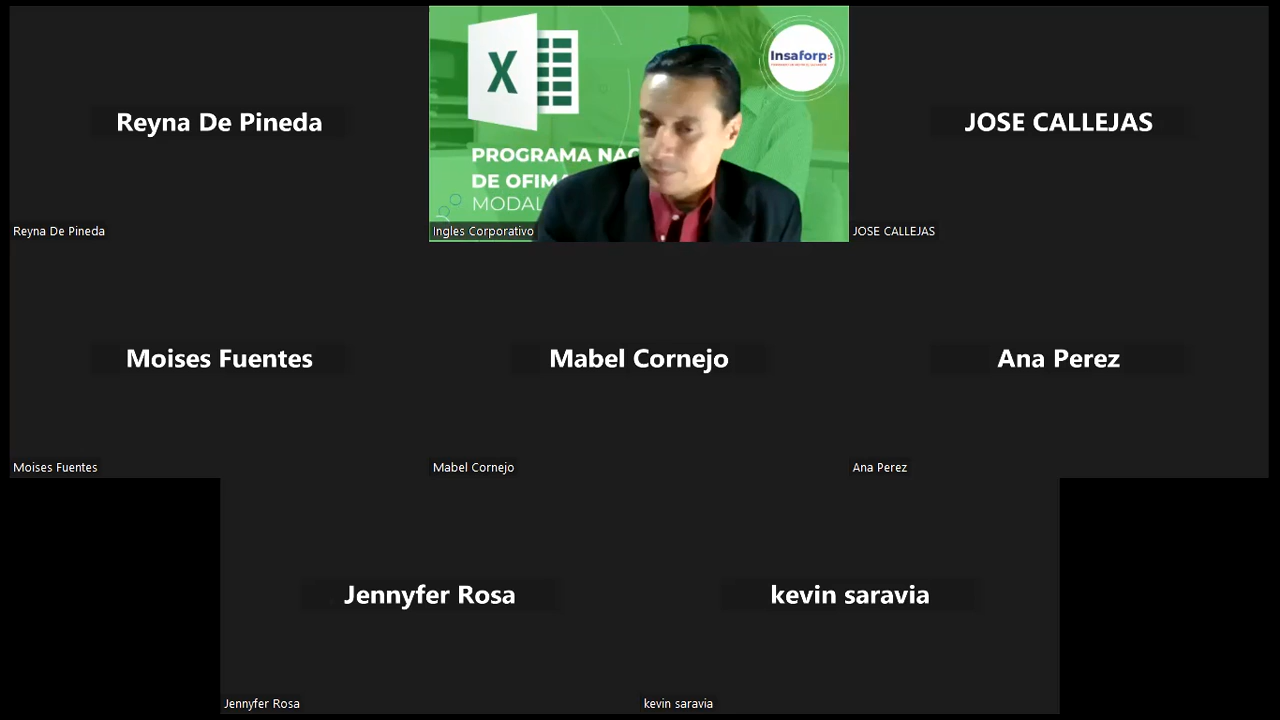 Reyna De Pineda
Reyna De Pineda
X
Insaforp
PROGRAMA NAC
DE OFIMA
MODAL
Ingles Corporativo
JOSE CALLEJAS
JOSE CALLEJAS
Moises Fuentes
Moises Fuentes
Mabel Cornejo
Mabel Cornejo
Ana Perez
Ana Perez
Jennyfer Rosa
Jennyfer Rosa
kevin saravia
kevin saravia